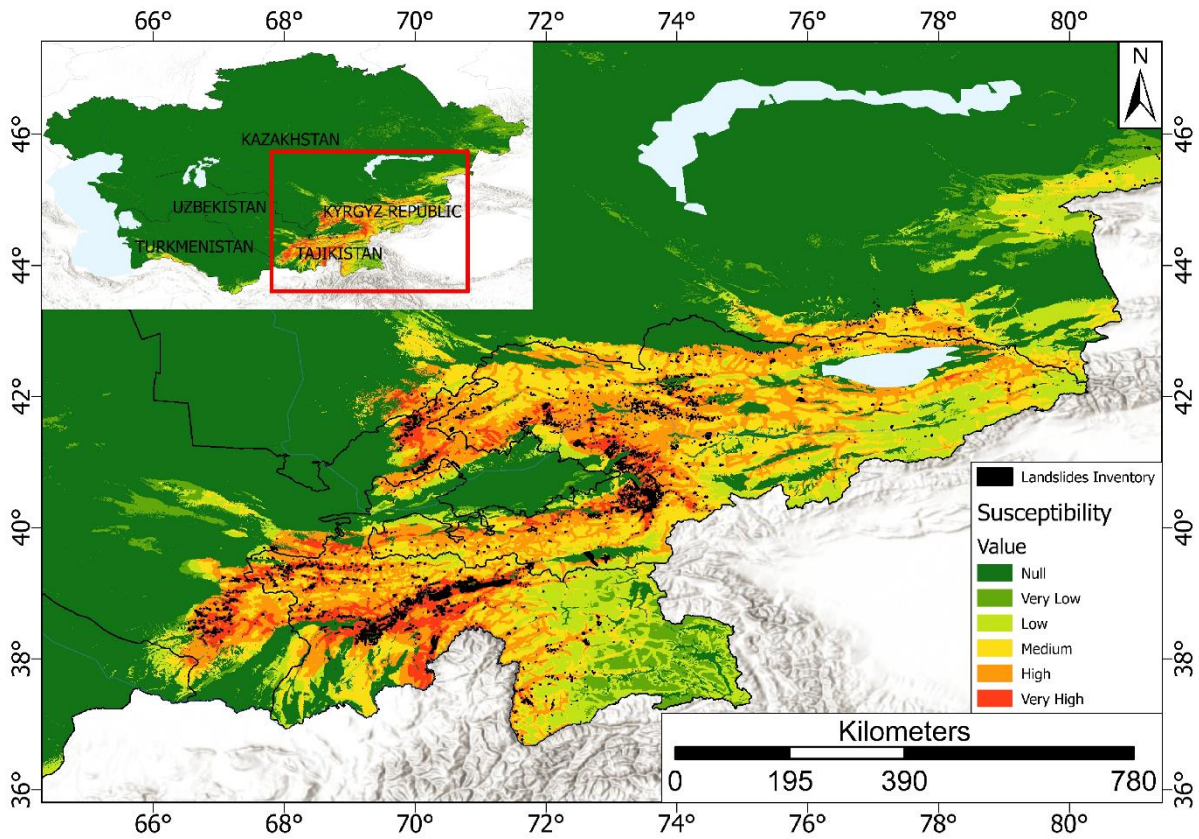 66° 68° 70° 72° 74° 76° 78° 80°
N
KAZAKHSTAN
UZBEKISTAN
KYRGYZ REPUBLIC
TURKMENISTAN
TAJIKISTAN
46° 46°
44° 44°
42° 42°
40° 40°
38° 38°
36° 36°
Landslides Inventory
Susceptibility
Value
Null
Very Low
Low
Medium
High
Very High
Kilometers
0 195 390 780
66° 68° 70° 72° 74° 76° 78° 80°